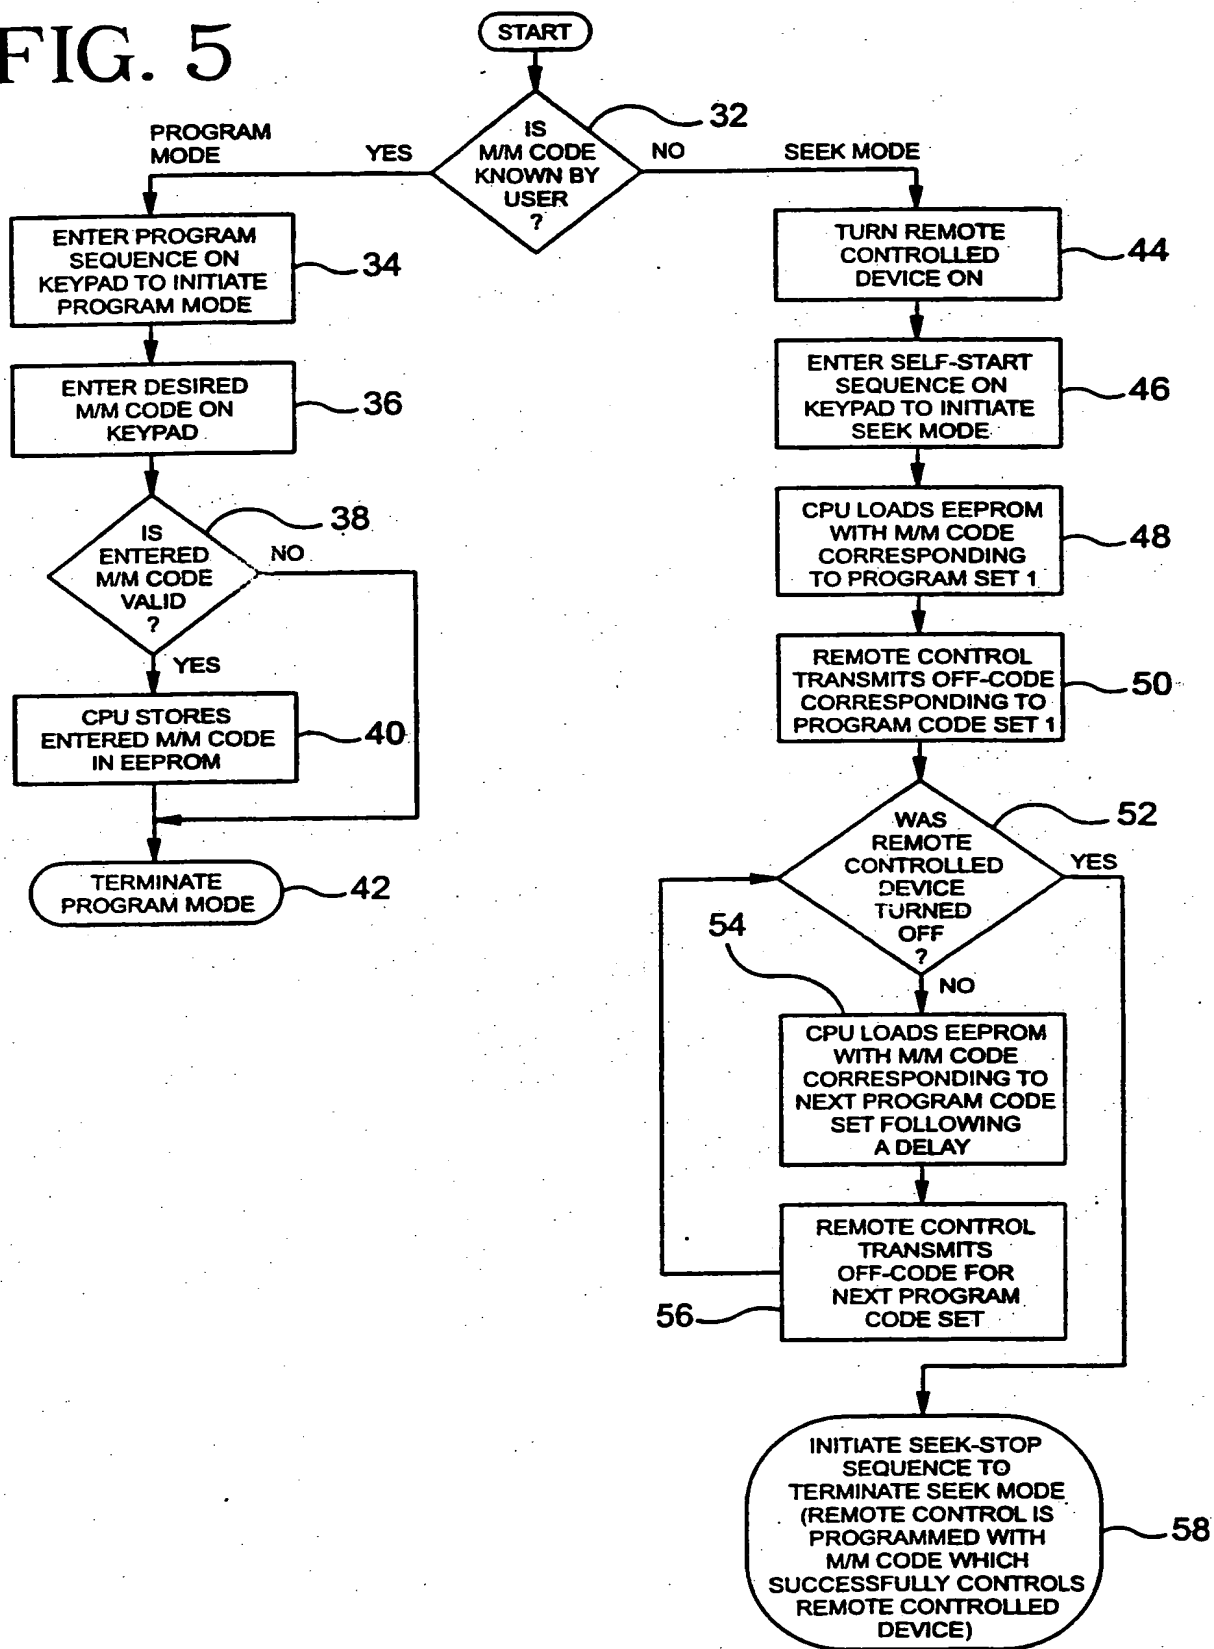 FIG. 5
START
IS
M/M CODE
KNOWN BY
USER
?
32
PROGRAM
MODE
YES
NO
SEEK MODE
ENTER PROGRAM
SEQUENCE ON
KEYPAD TO INITIATE
PROGRAM MODE
34
ENTER DESIRED
M/M CODE ON
KEYPAD
36
IS
ENTERED
M/M CODE
VALID
?
38
NO
YES
CPU STORES
ENTERED M/M CODE
IN EEPROM
40
TERMINATE
PROGRAM MODE
42
TURN REMOTE
CONTROLLED
DEVICE ON
44
ENTER SELF-START
SEQUENCE ON
KEYPAD TO INITIATE
SEEK MODE
46
CPU LOADS EEPROM
WITH M/M CODE
CORRESPONDING
TO PROGRAM SET 1
48
REMOTE CONTROL
TRANSMITS OFF-CODE
CORRESPONDING TO
PROGRAM CODE SET 1
50
WAS
REMOTE
CONTROLLED
DEVICE
TURNED
OFF
?
52
YES
NO
54
CPU LOADS EEPROM
WITH M/M CODE
CORRESPONDING TO
NEXT PROGRAM CODE
SET FOLLOWING
A DELAY
REMOTE CONTROL
TRANSMITS
OFF-CODE FOR
NEXT PROGRAM
CODE SET
56
INITIATE SEEK-STOP
SEQUENCE TO
TERMINATE SEEK MODE
(REMOTE CONTROL IS
PROGRAMMED WITH
M/M CODE WHICH
SUCCESSFULLY CONTROLS
REMOTE CONTROLLED
DEVICE)
58